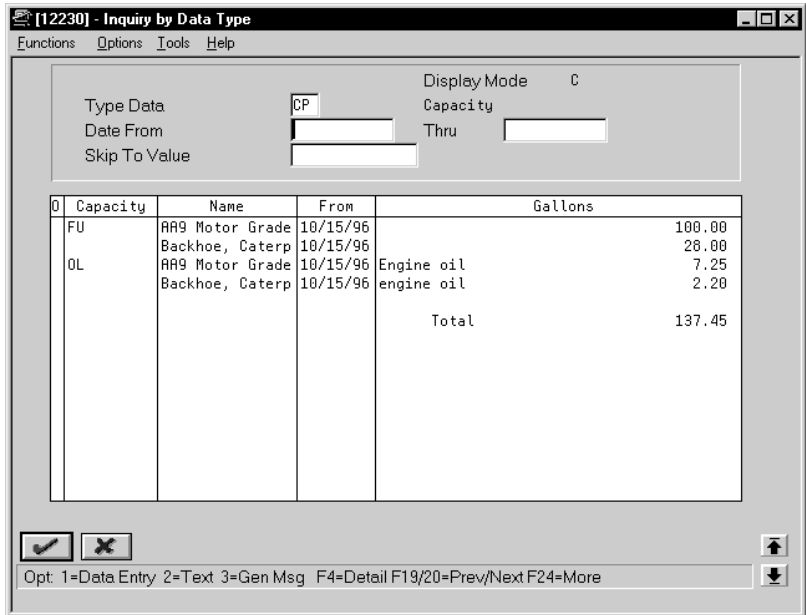 [12230] - Inquiry by Data Type
Functions Options Tools Help
Display Mode C
Type Data CP Capacity
Date From Thru
Skip To Value
O Capacity Name From Gallons
FU AA9 Motor Grade 10/15/96 100.00
Backhoe, Caterp 10/15/96 28.00
OL AA9 Motor Grade 10/15/96 Engine oil 7.25
Backhoe, Caterp 10/15/96 engine oil 2.20
Total 137.45
Opt: 1=Data Entry 2=Text 3=Gen Msg F4=Detail F19/20=Prev/Next F24=More